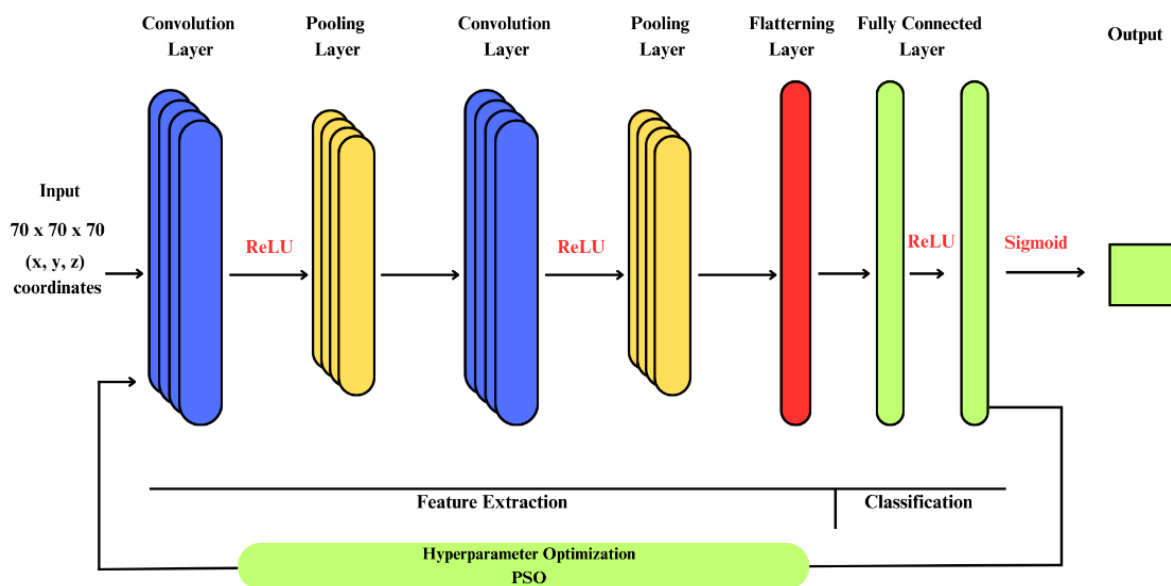 Convolution
Layer
Pooling
Layer
Convolution
Layer
Pooling
Layer
Flatterning
Layer
Fully Connected
Layer
Output
Input
70 x 70 x 70
(x, y, z)
coordinates
ReLU
ReLU
ReLU
Sigmoid
Feature Extraction
Classification
Hyperparameter Optimization
PSO